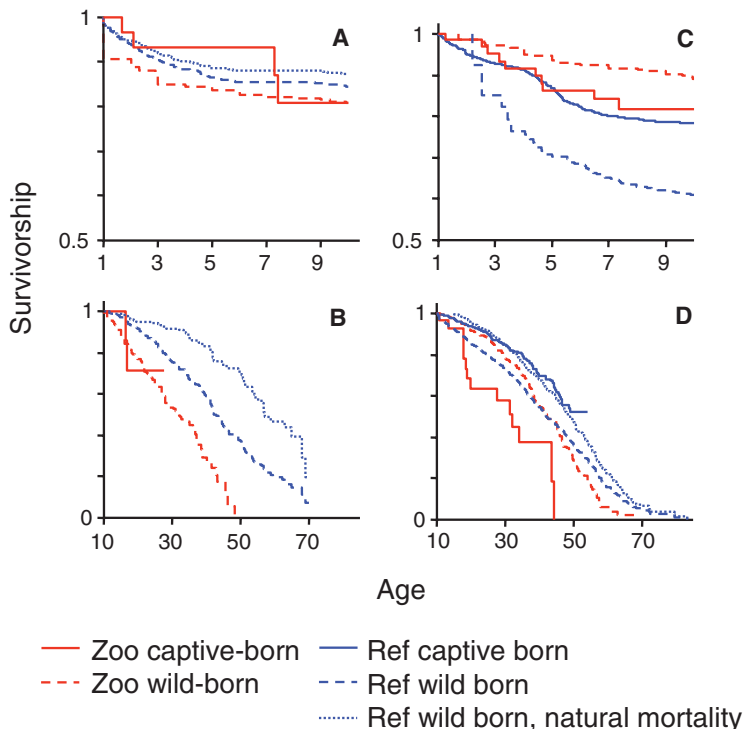 Survivorship
1
A
0.5
1 3 5 7 9
1
C
0.5
1 3 5 7 9
1
B
0
10 30 50 70
1
D
0
10 30 50 70
Age
Zoo captive-born
Zoo wild-born
Ref captive born
Ref wild born
Ref wild born, natural mortality